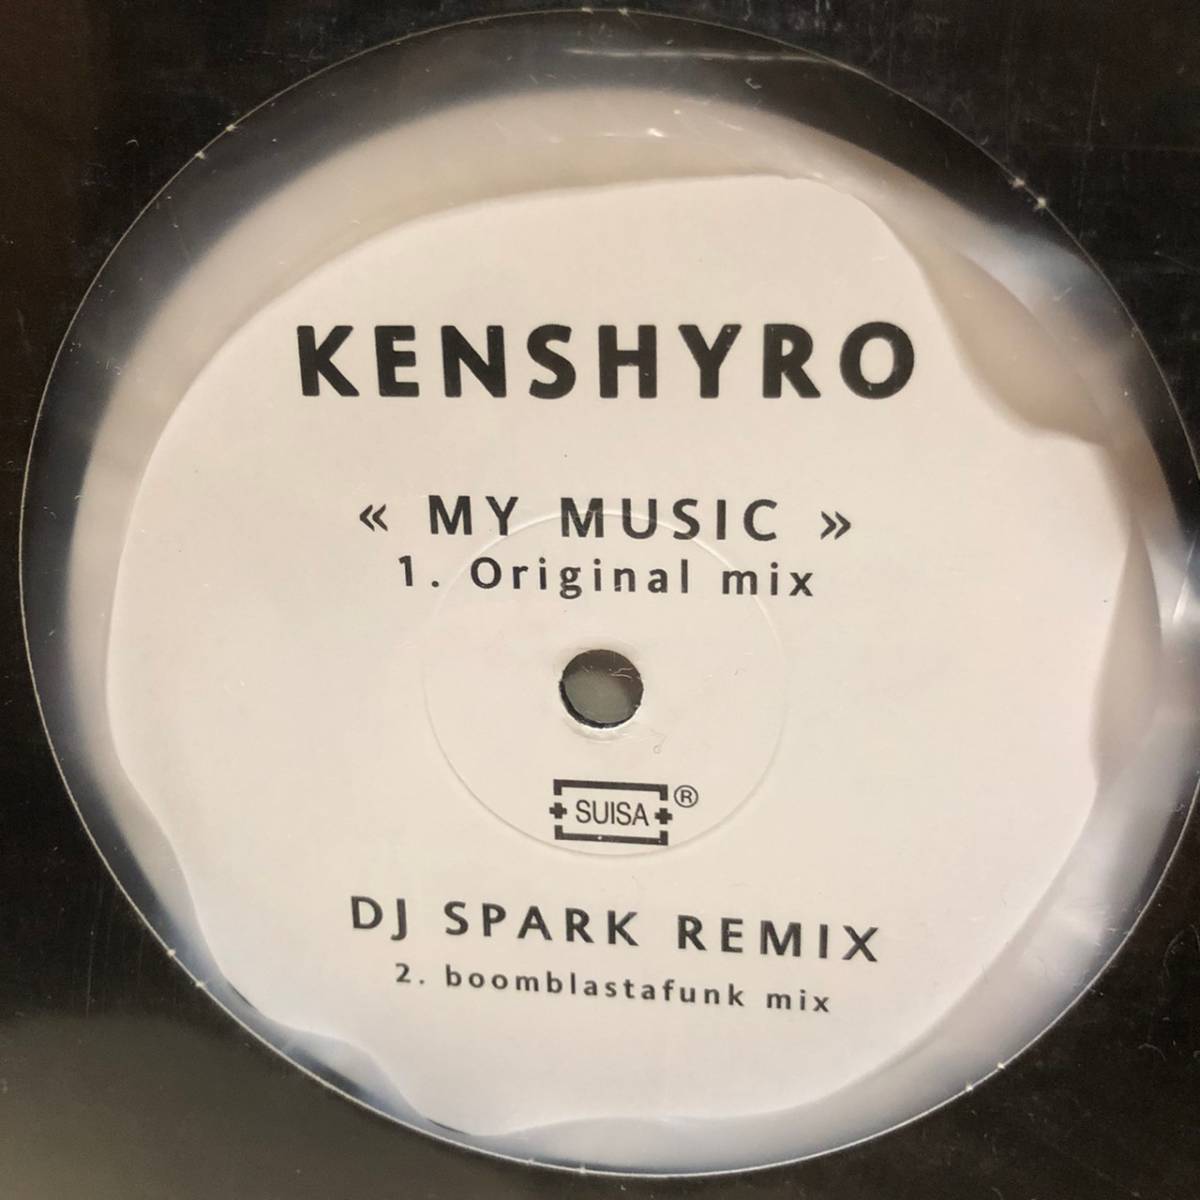 KENSHYRO
« MY MUSIC »
1. Original mix
SUISA ®
DJ SPARK REMIX
2. boomblastafunk mix